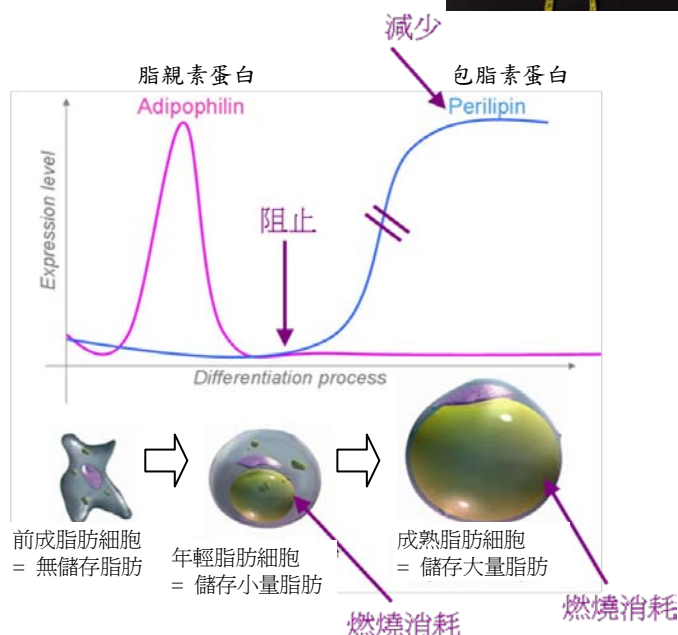 減少
脂親素蛋白
包脂素蛋白
Adipophilin
Perilipin
Expression level
阻止
Differentiation process
前成脂肪細胞
= 無儲存脂肪
年輕脂肪細胞
= 儲存小量脂肪
成熟脂肪細胞
= 儲存大量脂肪
燃燒消耗
燃燒消耗